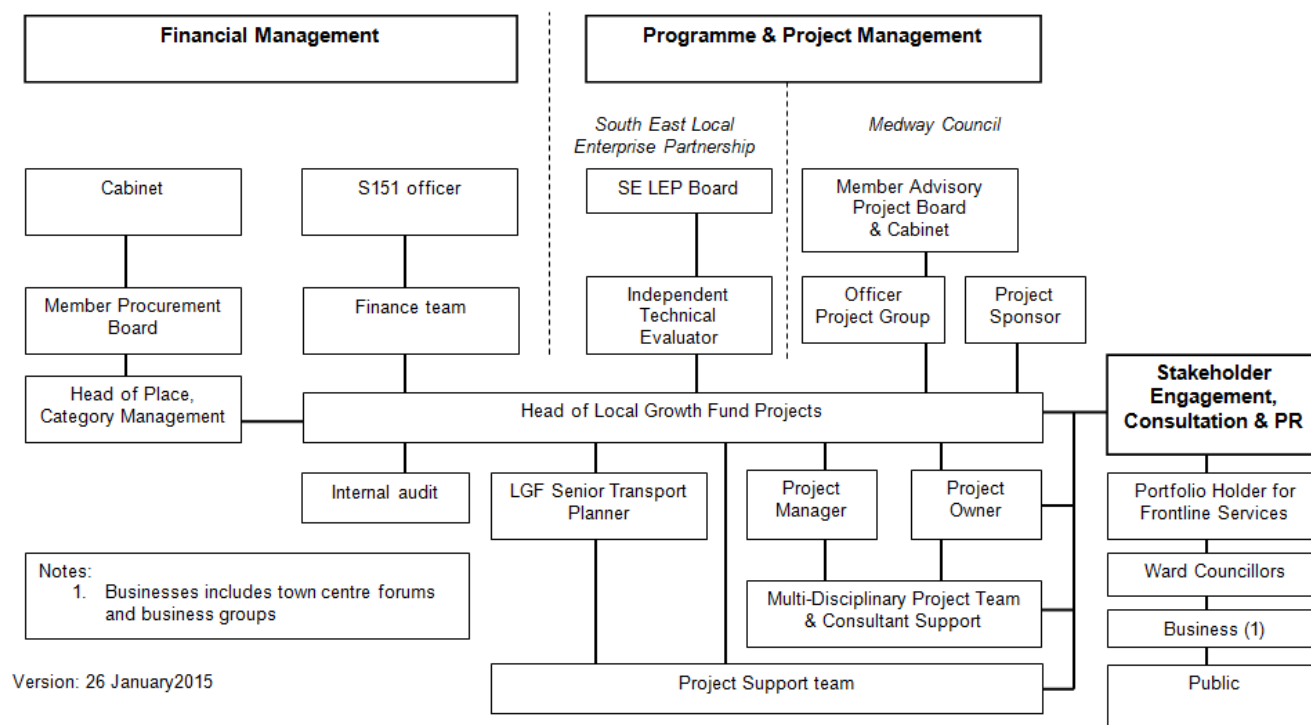 Financial Management
Programme & Project Management
South East Local
Enterprise Partnership
Medway Council
Cabinet
S151 officer
SE LEP Board
Member Advisory
Project Board
& Cabinet
Member Procurement
Board
Finance team
Independent
Technical
Evaluator
Officer
Project Group
Project
Sponsor
Head of Place,
Category Management
Head of Local Growth Fund Projects
Stakeholder
Engagement,
Consultation & PR
Internal audit
LGF Senior Transport
Planner
Project
Manager
Project
Owner
Portfolio Holder for
Frontline Services
Notes:
1. Businesses includes town centre forums
and business groups
Multi-Disciplinary Project Team
& Consultant Support
Ward Councillors
Business (1)
Version: 26 January2015
Project Support team
Public